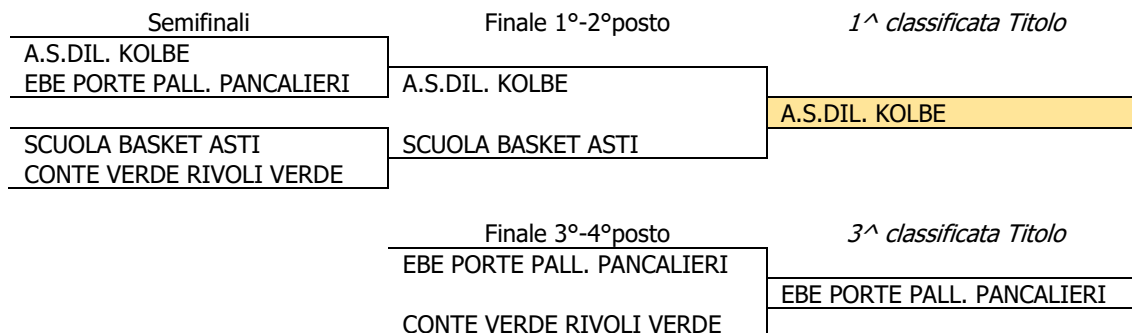 Semifinali Finale 1°-2°posto 1^ classificata Titolo
A.S.DIL. KOLBE
EBE PORTE PALL. PANCALIERI A.S.DIL. KOLBE
A.S.DIL. KOLBE
SCUOLA BASKET ASTI SCUOLA BASKET ASTI
CONTE VERDE RIVOLI VERDE
Finale 3°-4°posto 3^ classificata Titolo
EBE PORTE PALL. PANCALIERI
EBE PORTE PALL. PANCALIERI
CONTE VERDE RIVOLI VERDE